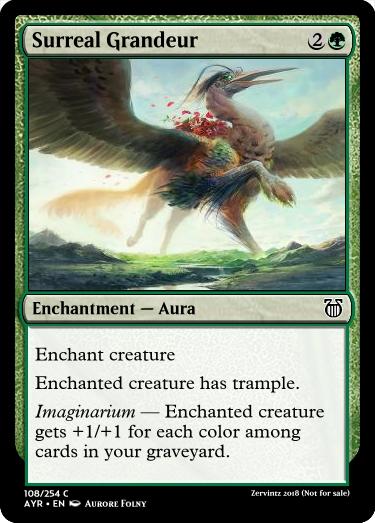 Surreal Grandeur 2
Enchantment — Aura
Enchant creature
Enchanted creature has trample.
Imaginarium — Enchanted creature
gets +1/+1 for each color among
cards in your graveyard.
108/254 C
Zervintz 2018 (Not for sale)
AYR • EN Aurore Folny